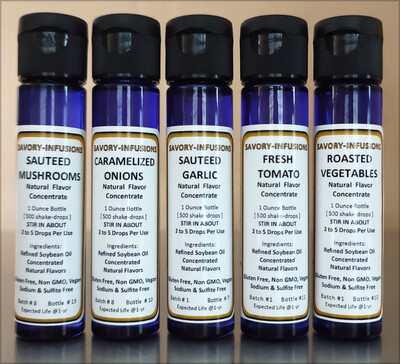 SAVORY-INFUSIONS
SAUTEED
MUSHROOMS
Natural Flavor
Concentrate
1 Ounce Bottle
[500 shake-drops]
STIR IN ABOUT
2 to 5 Drops Per Use
Ingredients:
Refined Soybean Oil
Concentrated
Natural Flavors
Gluten Free, Non GMO, Vegan
Sodium & Sulfite Free
Batch # 8 Bottle # 13
Expected Life @1-yr
SAVORY-INFUSIONS
CARAMELIZED
ONIONS
Natural Flavor
Concentrate
1 Ounce Bottle
[500 shake-drops]
STIR IN ABOUT
2 to 5 Drops Per Use
Ingredients:
Refined Soybean Oil
Concentrated
Natural Flavors
Gluten Free, Non GMO, Vegan
Sodium & Sulfite Free
Batch # 8 Bottle # 10
Expected Life @1-yr
SAVORY-INFUSIONS
SAUTEED
GARLIC
Natural Flavor
Concentrate
1 Ounce Bottle
[500 shake-drops]
STIR IN ABOUT
2 to 5 Drops Per Use
Ingredients:
Refined Soybean Oil
Concentrated
Natural Flavors
Gluten Free, Non GMO, Vegan
Sodium & Sulfite Free
Batch # 1 Bottle # 7
Expected Life @1-yr
SAVORY-INFUSIONS
FRESH
TOMATO
Natural Flavor
Concentrate
1 Ounce Bottle
[500 shake-drops]
STIR IN ABOUT
2 to 5 Drops Per Use
Ingredients:
Refined Soybean Oil
Concentrated
Natural Flavors
Gluten Free, Non GMO, Vegan
Sodium & Sulfite Free
Batch #1 Bottle #11
Expected Life @1-yr
SAVORY-INFUSIONS
ROASTED
VEGETABLES
Natural Flavor
Concentrate
1 Ounce Bottle
[500 shake-drops]
STIR IN ABOUT
2 to 5 Drops Per Use
Ingredients:
Refined Soybean Oil
Concentrated
Natural Flavors
Gluten Free, Non GMO, Vegan
Sodium & Sulfite Free
Batch #1 Bottle
Expected Life @1-yr